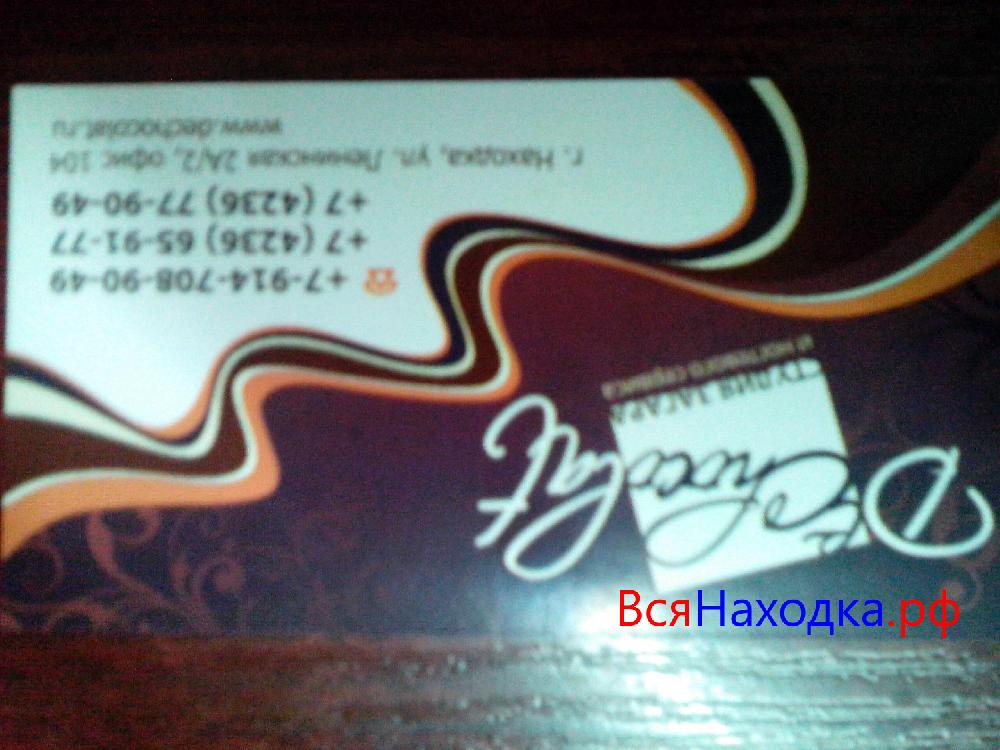 De Chocolat
СТУДИЯ ЗАГАРА
и ногтевого сервиса
+7-914-708-90-49
+7 (4236) 65-91-77
+7 (4236) 77-90-49
г. Находка, ул. Ленинская 2А/2, офис 104
www.dechocolat.ru
ВсяНаходка.рф